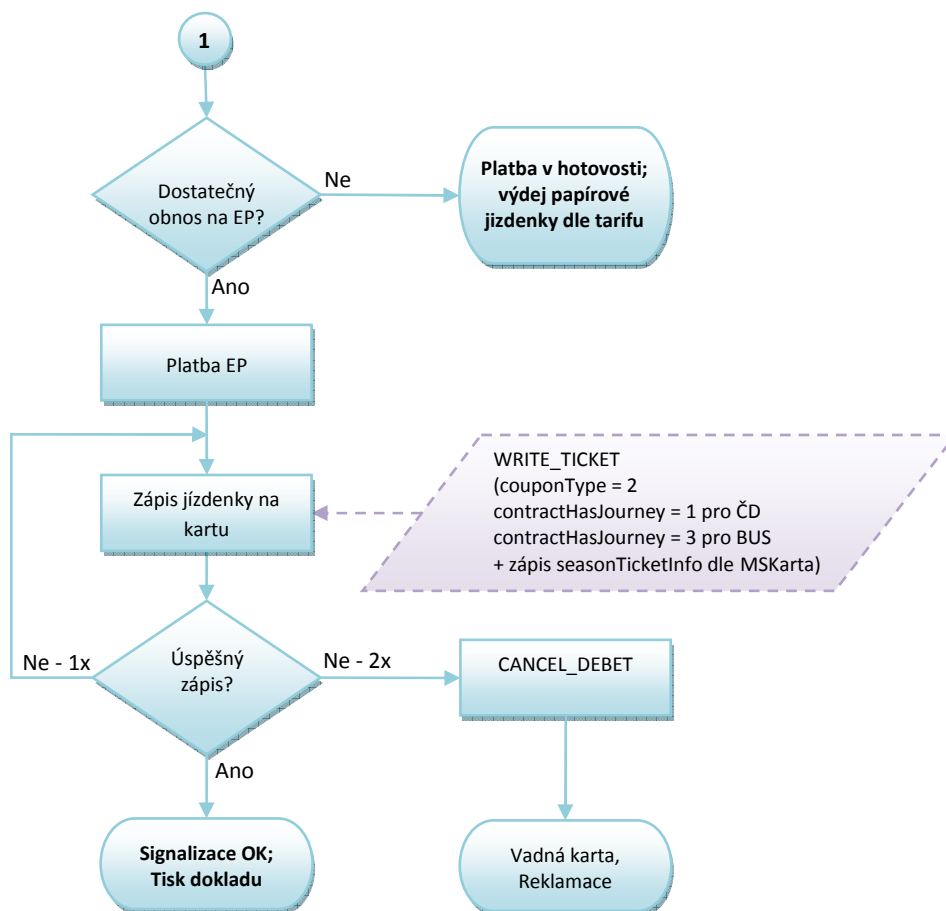 1
Dostatečný
obnos na EP?
Ne
Platba v hotovosti;
výdej papírové
jizdenky dle tarifu
Ano
Platba EP
Zápis jízdenky na
kartu
WRITE_TICKET
(couponType = 2
contractHasJourney = 1 pro ČD
contractHasJourney = 3 pro BUS
+ zápis seasonTicketInfo dle MSKarta)
Ne - 1x
Úspěšný
zápis?
Ne - 2x
CANCEL_DEBET
Ano
Signalizace OK;
Tisk dokladu
Vadná karta,
Reklamace